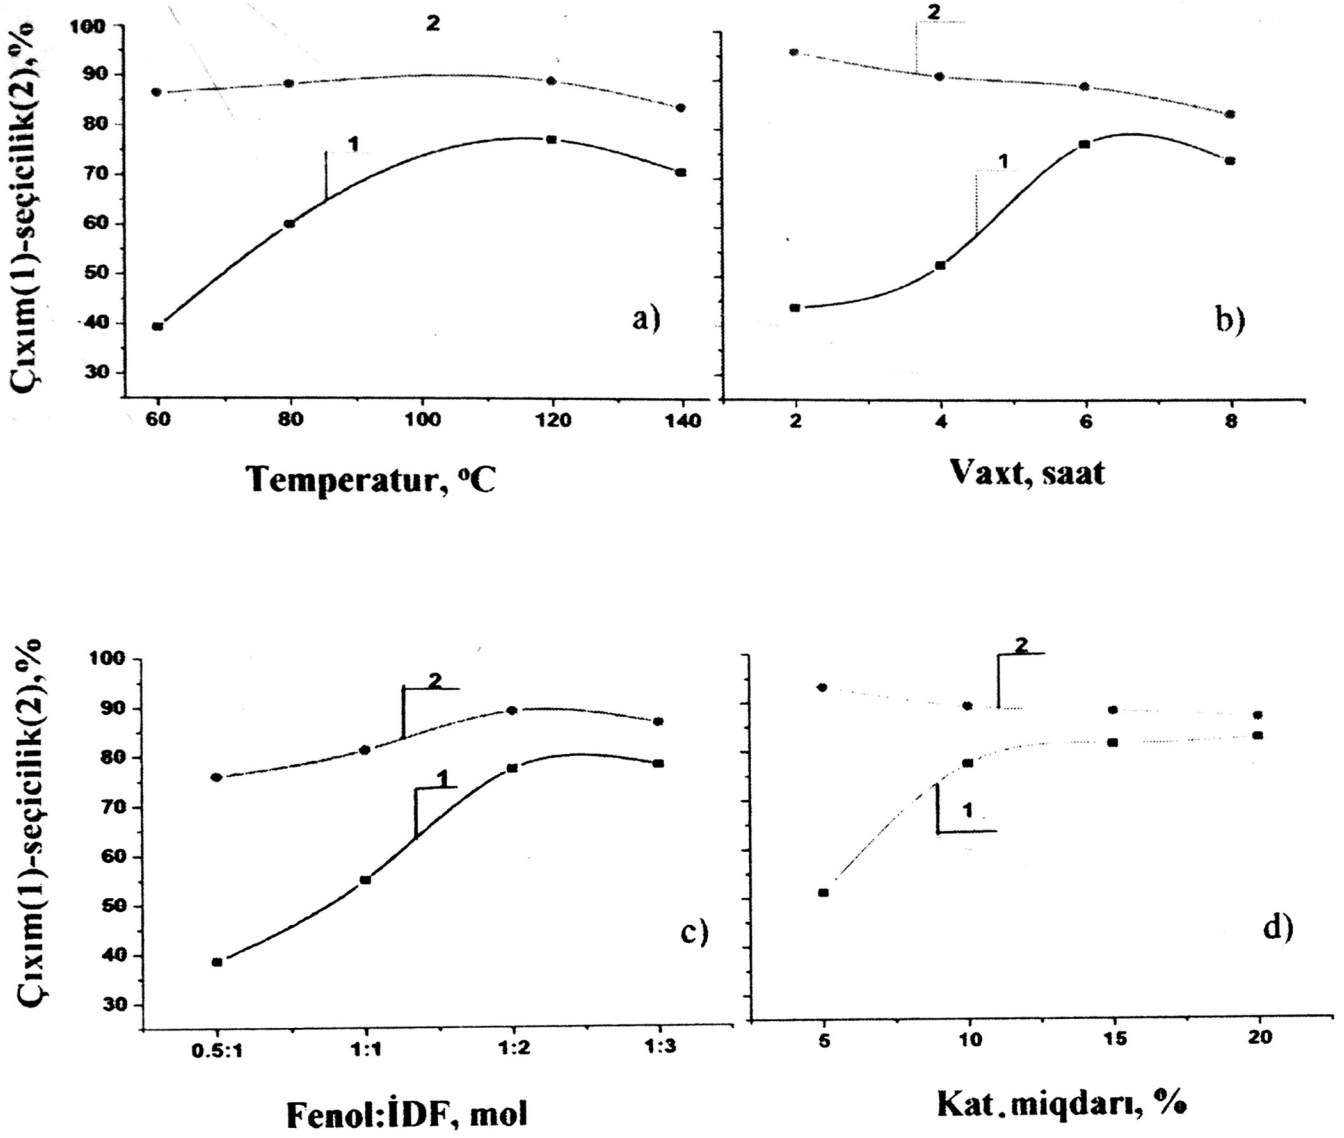 Çıxım(1)-seçicilik(2),%
100
90
80
70
60
50
40
30
2
1
a)
60 80 100 120 140
Temperatur, °C
2
1
b)
2 4 6 8
Vaxt, saat
Çıxım(1)-seçicilik(2),%
100
90
80
70
60
50
40
30
2
1
c)
0.5:1 1:1 1:2 1:3
Fenol:İDF, mol
2
1
d)
5 10 15 20
Kat.miqdarı, %